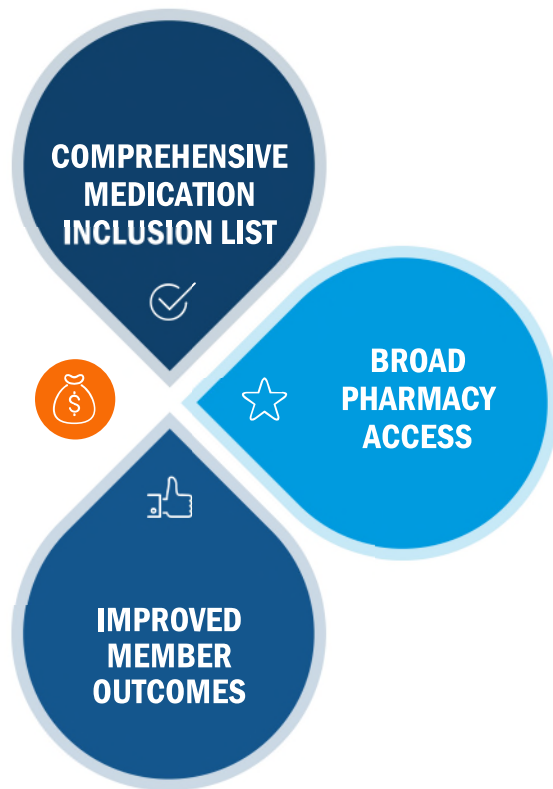 COMPREHENSIVE
MEDICATION
INCLUSION LIST
BROAD
PHARMACY
ACCESS
$
IMPROVED
MEMBER
OUTCOMES